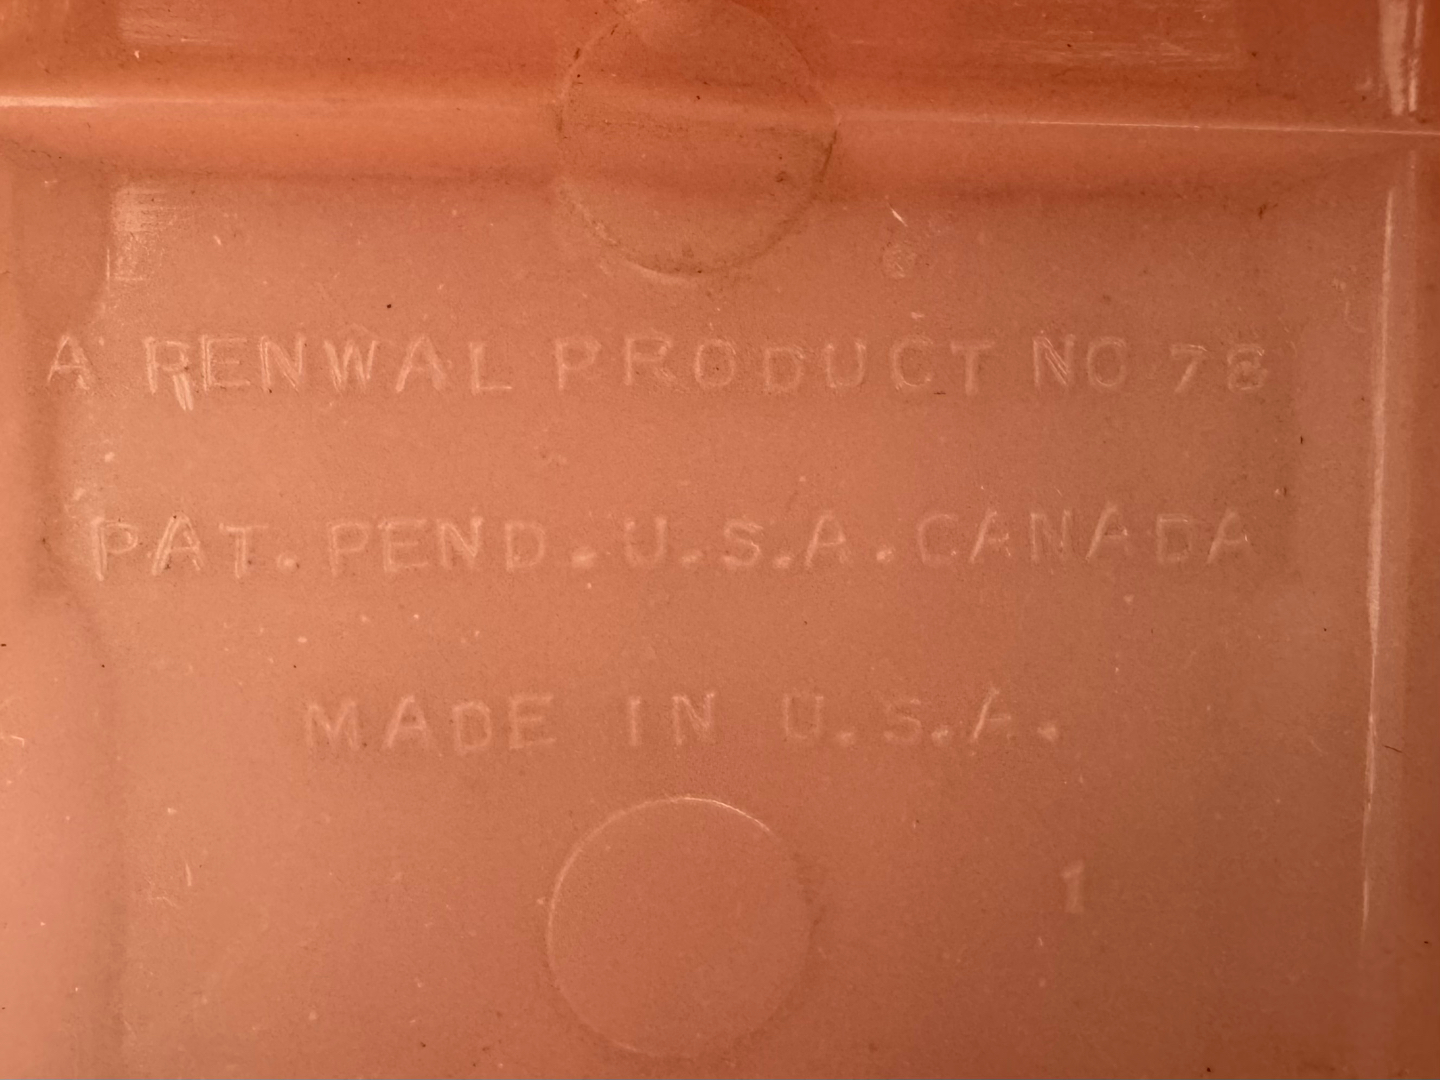 A RENWAL PRODUCT NO 78
PAT. PEND. U.S.A. CANADA
MADE IN U.S.A.
1